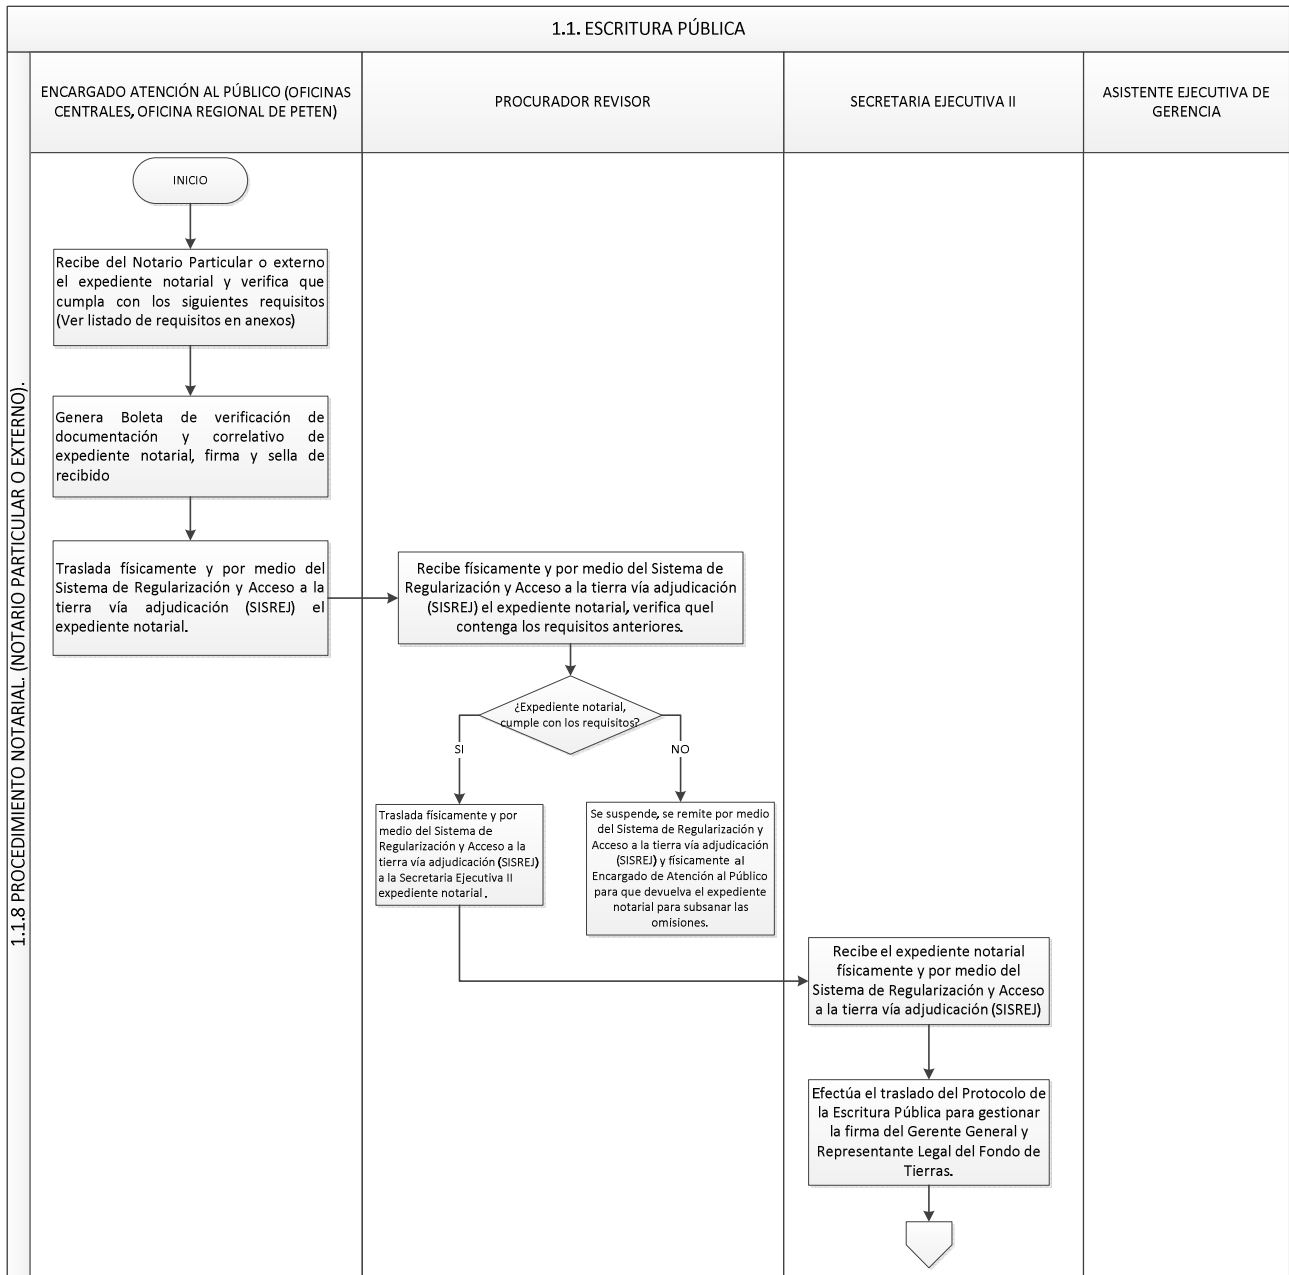 1.1. ESCRITURA PÚBLICA
1.1.8 PROCEDIMIENTO NOTARIAL. (NOTARIO PARTICULAR O EXTERNO).
ENCARGADO ATENCIÓN AL PÚBLICO (OFICINAS
CENTRALES, OFICINA REGIONAL DE PETEN)
PROCURADOR REVISOR
SECRETARIA EJECUTIVA II
ASISTENTE EJECUTIVA DE
GERENCIA
INICIO
Recibe del Notario Particular o externo
el expediente notarial y verifica que
cumpla con los siguientes requisitos
(Ver listado de requisitos en anexos)
Genera Boleta de verificación de
documentación y correlativo de
expediente notarial, firma y sella de
recibido
Traslada físicamente y por medio del
Sistema de Regularización y Acceso a la
tierra vía adjudicación (SISREJ) el
expediente notarial.
Recibe físicamente y por medio del Sistema de
Regularización y Acceso a la tierra vía adjudicación
(SISREJ) el expediente notarial, verifica quel
contenga los requisitos anteriores.
¿Expediente notarial,
cumple con los requisitos?
SI
NO
Traslada físicamente y por
medio del Sistema de
Regularización y Acceso a la
tierra vía adjudicación (SISREJ)
a la Secretaria Ejecutiva II
expediente notarial .
Se suspende, se remite por medio
del Sistema de Regularización y
Acceso a la tierra vía adjudicación
(SISREJ) y físicamente al
Encargado de Atención al Público
para que devuelva el expediente
notarial para subsanar las
omisiones.
Recibe el expediente notarial
físicamente y por medio del
Sistema de Regularización y Acceso
a la tierra vía adjudicación (SISREJ)
Efectúa el traslado del Protocolo de
la Escritura Pública para gestionar
la firma del Gerente General y
Representante Legal del Fondo de
Tierras.